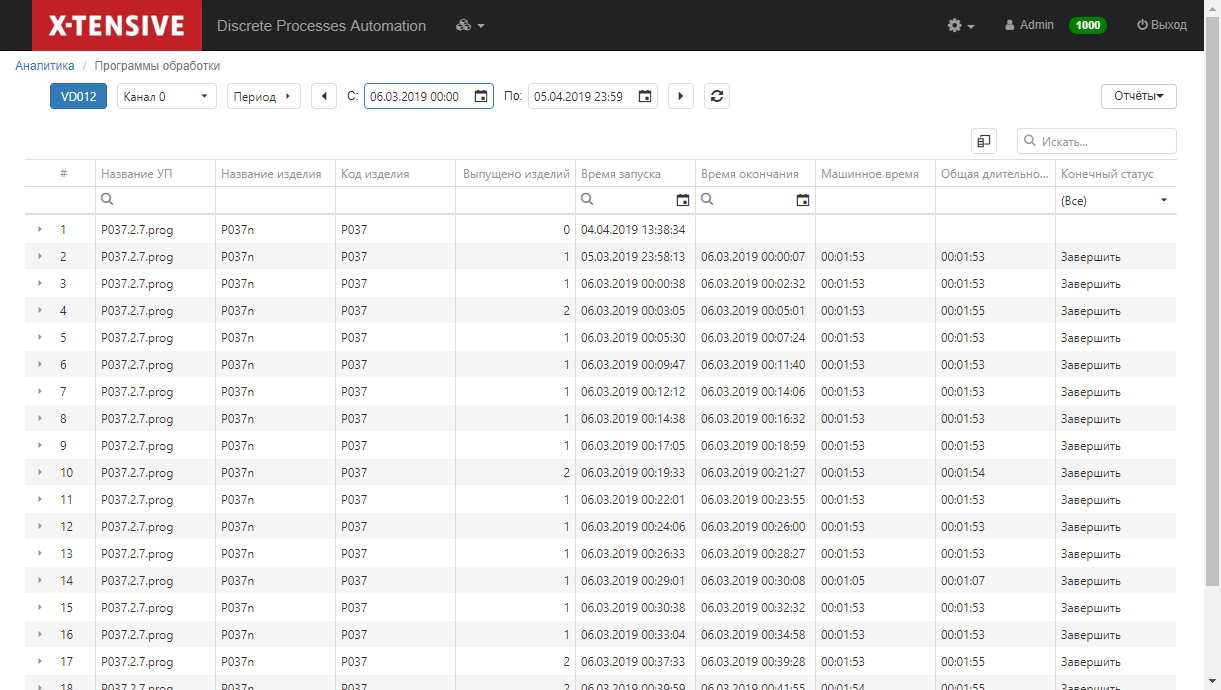 X-TENSIVE Discrete Processes Automation Admin 1000 Выход
Аналитика / Программы обработки
VD012 Канал 0 Период С: 06.03.2019 00:00 По: 05.04.2019 23:59 Отчёты
Искать...
# Название УП Название изделия Код изделия Выпущено изделий Время запуска Время окончания Машинное время Общая длительно... Конечный статус
(Все)
1 P037.2.7.prog P037n P037 0 04.04.2019 13:38:34
2 P037.2.7.prog P037n P037 1 05.03.2019 23:58:13 06.03.2019 00:00:07 00:01:53 00:01:53 Завершить
3 P037.2.7.prog P037n P037 1 06.03.2019 00:00:38 06.03.2019 00:02:32 00:01:53 00:01:53 Завершить
4 P037.2.7.prog P037n P037 2 06.03.2019 00:03:05 06.03.2019 00:05:01 00:01:53 00:01:55 Завершить
5 P037.2.7.prog P037n P037 1 06.03.2019 00:05:30 06.03.2019 00:07:24 00:01:53 00:01:53 Завершить
6 P037.2.7.prog P037n P037 1 06.03.2019 00:09:47 06.03.2019 00:11:40 00:01:53 00:01:53 Завершить
7 P037.2.7.prog P037n P037 1 06.03.2019 00:12:12 06.03.2019 00:14:06 00:01:53 00:01:53 Завершить
8 P037.2.7.prog P037n P037 1 06.03.2019 00:14:38 06.03.2019 00:16:32 00:01:53 00:01:53 Завершить
9 P037.2.7.prog P037n P037 1 06.03.2019 00:17:05 06.03.2019 00:18:59 00:01:53 00:01:53 Завершить
10 P037.2.7.prog P037n P037 2 06.03.2019 00:19:33 06.03.2019 00:21:27 00:01:53 00:01:54 Завершить
11 P037.2.7.prog P037n P037 1 06.03.2019 00:22:01 06.03.2019 00:23:55 00:01:53 00:01:53 Завершить
12 P037.2.7.prog P037n P037 1 06.03.2019 00:24:06 06.03.2019 00:26:00 00:01:53 00:01:53 Завершить
13 P037.2.7.prog P037n P037 1 06.03.2019 00:26:33 06.03.2019 00:28:27 00:01:53 00:01:53 Завершить
14 P037.2.7.prog P037n P037 1 06.03.2019 00:29:01 06.03.2019 00:30:08 00:01:05 00:01:07 Завершить
15 P037.2.7.prog P037n P037 1 06.03.2019 00:30:38 06.03.2019 00:32:32 00:01:53 00:01:53 Завершить
16 P037.2.7.prog P037n P037 1 06.03.2019 00:33:04 06.03.2019 00:34:58 00:01:53 00:01:53 Завершить
17 P037.2.7.prog P037n P037 2 06.03.2019 00:37:33 06.03.2019 00:39:28 00:01:53 00:01:55 Завершить
18 P037.2.7.prog P037n P037 2 06.03.2019 00:39:59 06.03.2019 00:41:55 00:01:54 00:01:55 Завершить